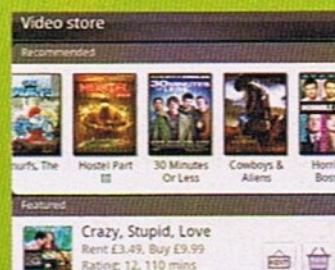 Video store
Recommended
murfs, The
Hostel Part
III
30 Minutes
Or Less
Cowboys &
Aliens
Horri
Boss
Featured
Crazy, Stupid, Love
Rent £3.49, Buy £9.99
Rating: 12, 110 mins